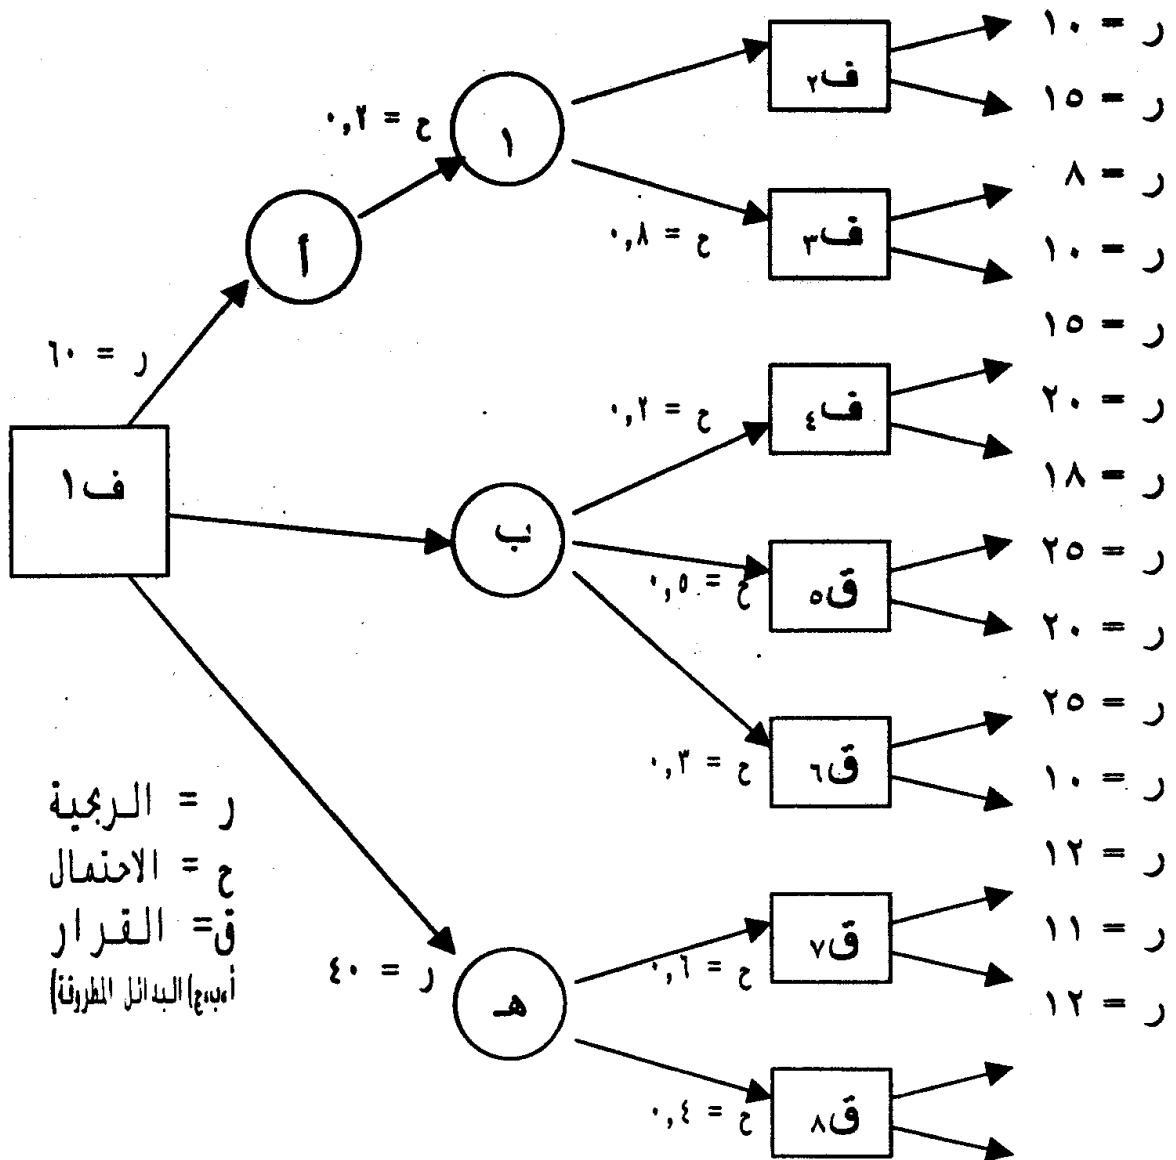 ر = ١٠
ف٢
ر = ١٥
ح = ٠,٢
١
ر = ٨
ف٣
ح = ٠,٨
ر = ١٠
أ
ر = ١٥
ر = ٦٠
ف٤
ح = ٠,٢
ر = ٢٠
ف١
ر = ١٨
ب
ر = ٢٥
ق٥
ح = ٠,٥
ر = ٢٠
ر = ٢٥
ق٦
ح = ٠,٣
ر = ١٠
ر = الربحية
ر = ١٢
ح = الاحتمال
ق= القرار
ر = ١١
ق٧
ح = ٠,٦
ر = ٤٠
أ،ب،ج)البدائل المطروقة)
ر = ١٢
هـ
ح = ٠,٤
ق٨